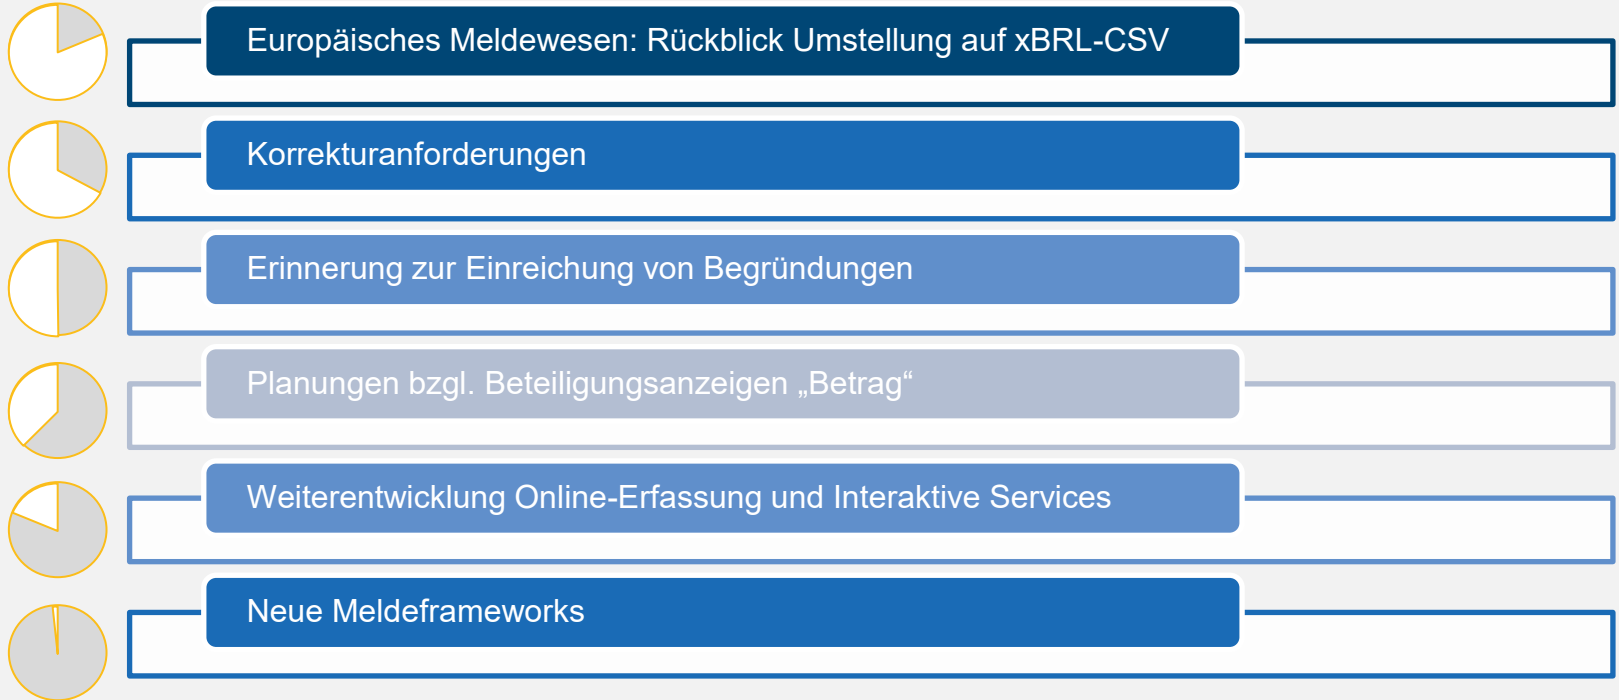 Europäisches Meldewesen: Rückblick Umstellung auf xBRL-CSV
Korrekturanforderungen
Erinnerung zur Einreichung von Begründungen
Planungen bzgl. Beteiligungsanzeigen „Betrag“
Weiterentwicklung Online-Erfassung und Interaktive Services
Neue Meldeframeworks